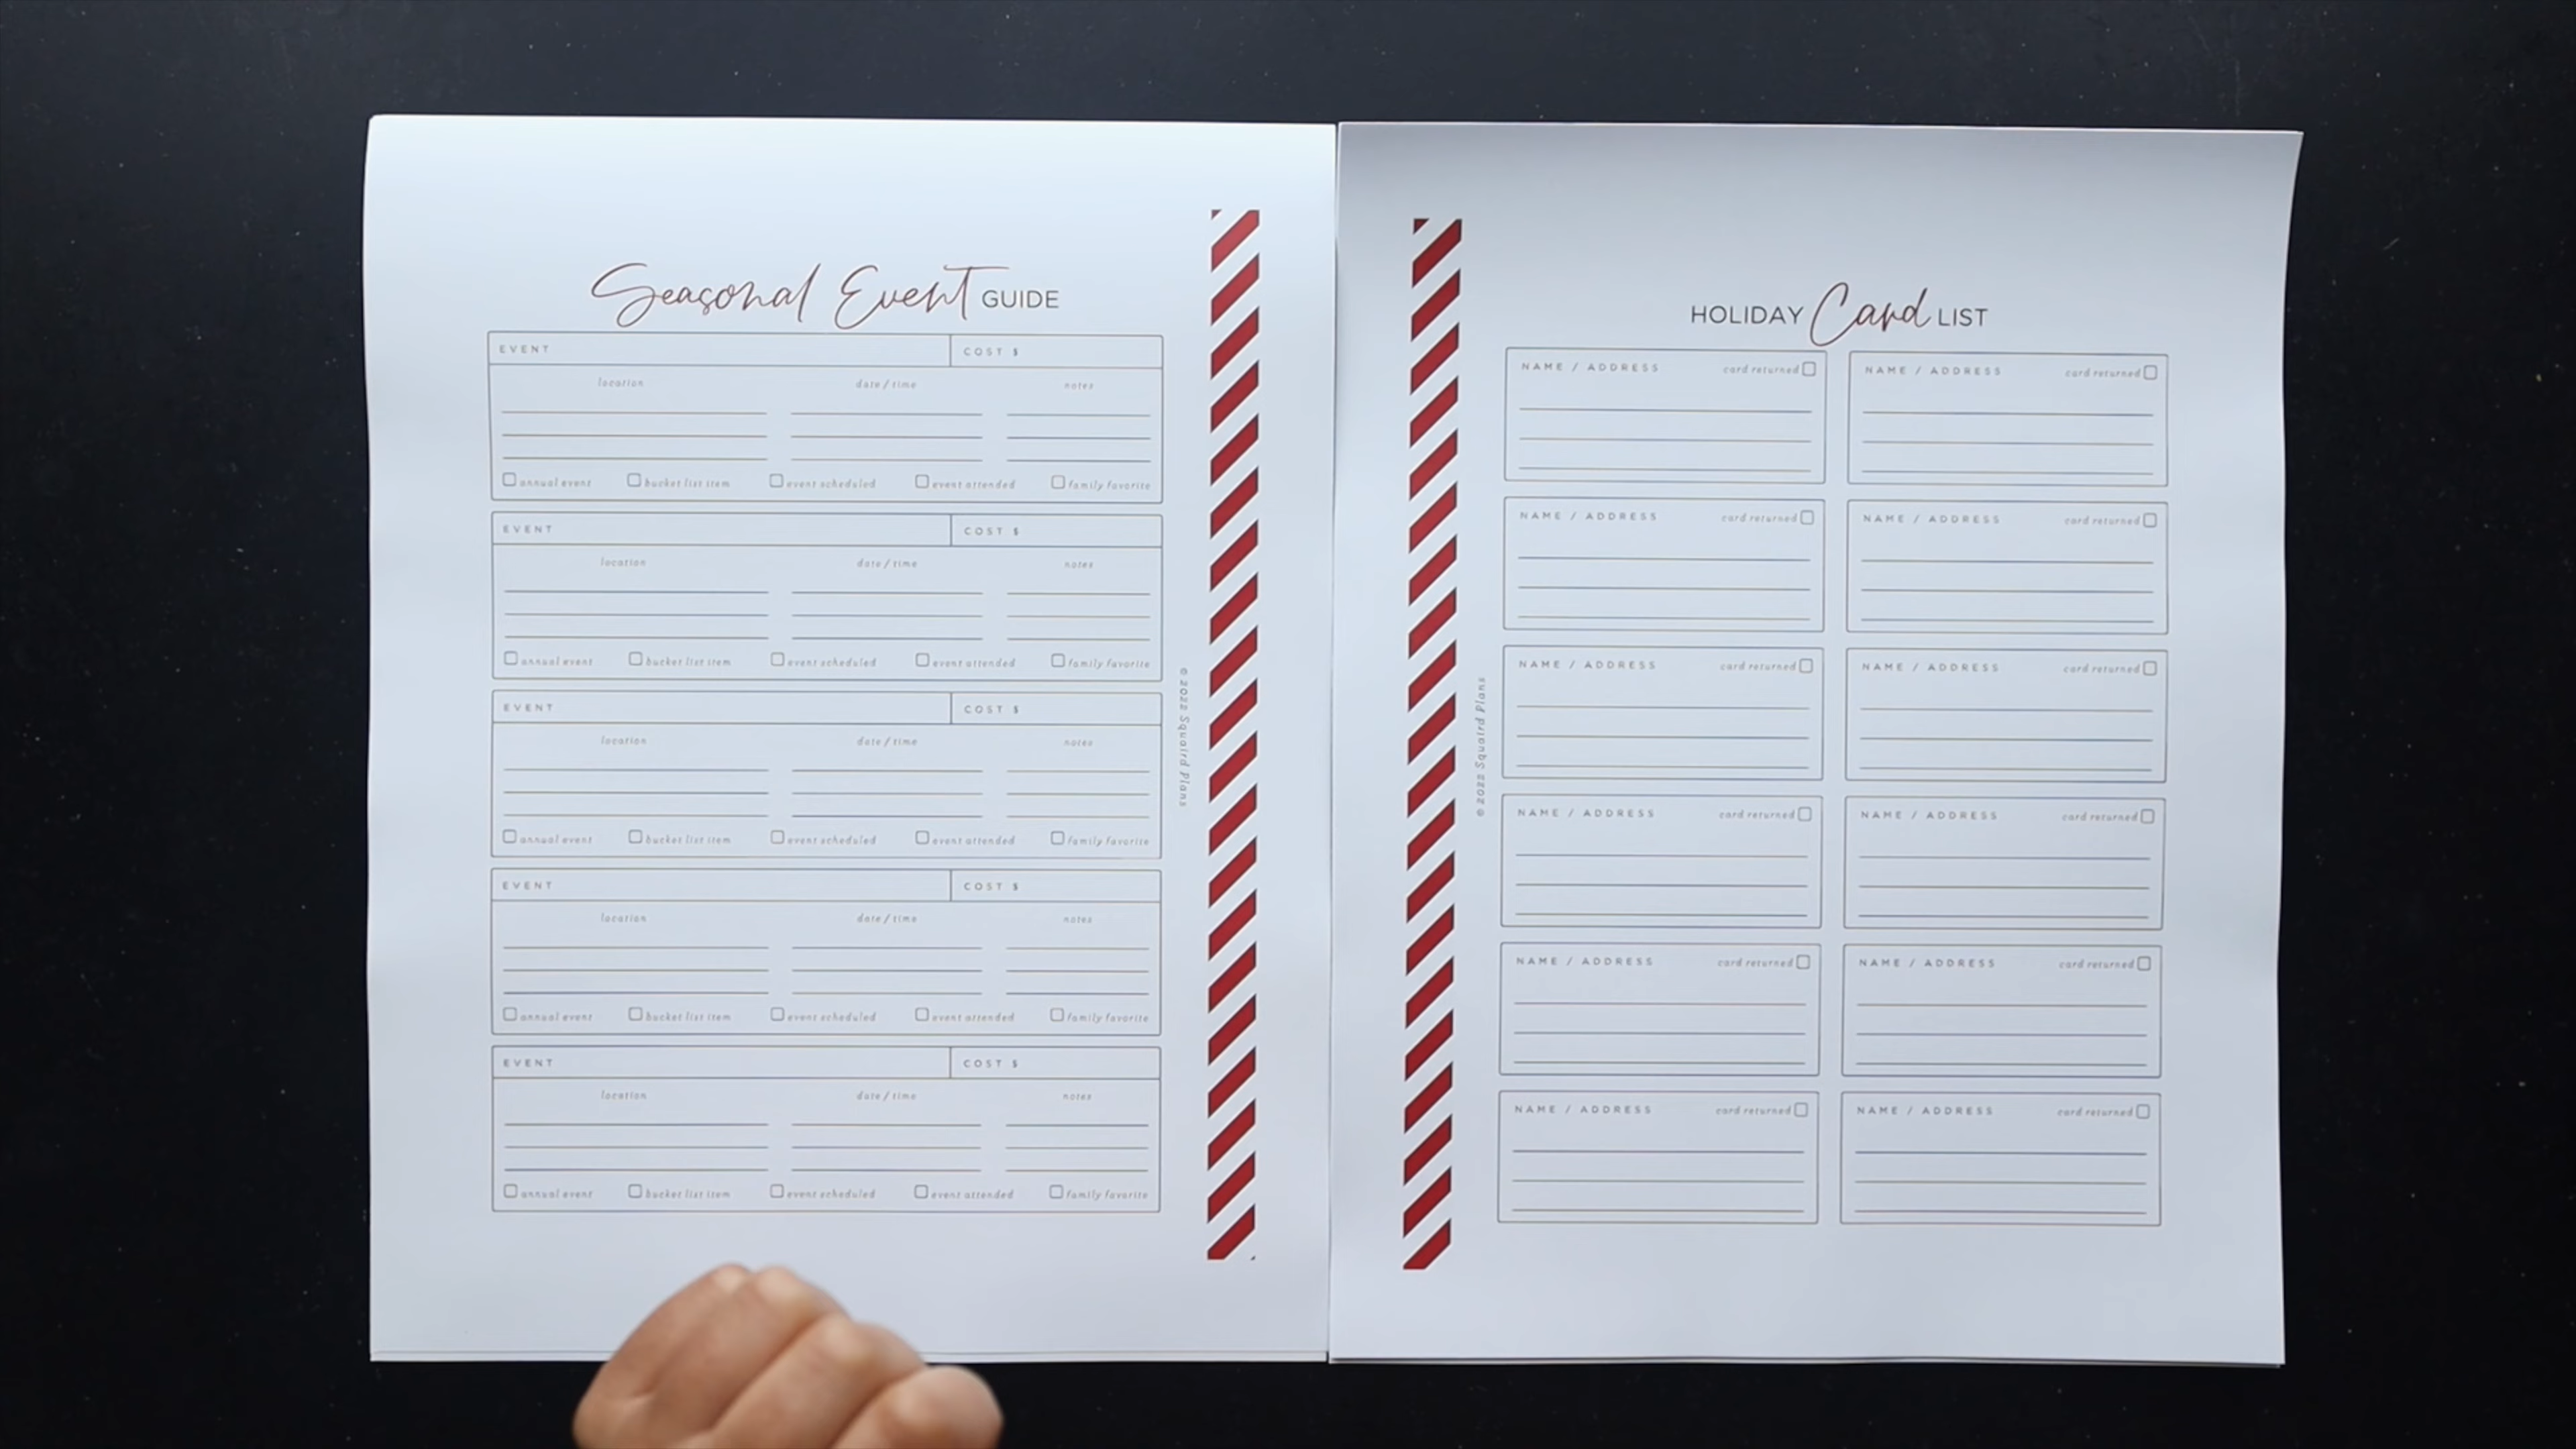 Seasonal Event GUIDE
EVENT COST $
location date / time notes
annual event bucket list item event scheduled event attended family favorite
EVENT COST $
location date / time notes
annual event bucket list item event scheduled event attended family favorite
EVENT COST $
location date / time notes
annual event bucket list item event scheduled event attended family favorite
EVENT COST $
location date / time notes
annual event bucket list item event scheduled event attended family favorite
EVENT COST $
location date / time notes
annual event bucket list item event scheduled event attended family favorite
© 2022 Squaird Plans
HOLIDAY Card LIST
NAME / ADDRESS card returned NAME / ADDRESS card returned
NAME / ADDRESS card returned NAME / ADDRESS card returned
NAME / ADDRESS card returned NAME / ADDRESS card returned
NAME / ADDRESS card returned NAME / ADDRESS card returned
NAME / ADDRESS card returned NAME / ADDRESS card returned
NAME / ADDRESS card returned NAME / ADDRESS card returned
© 2022 Squaird Plans